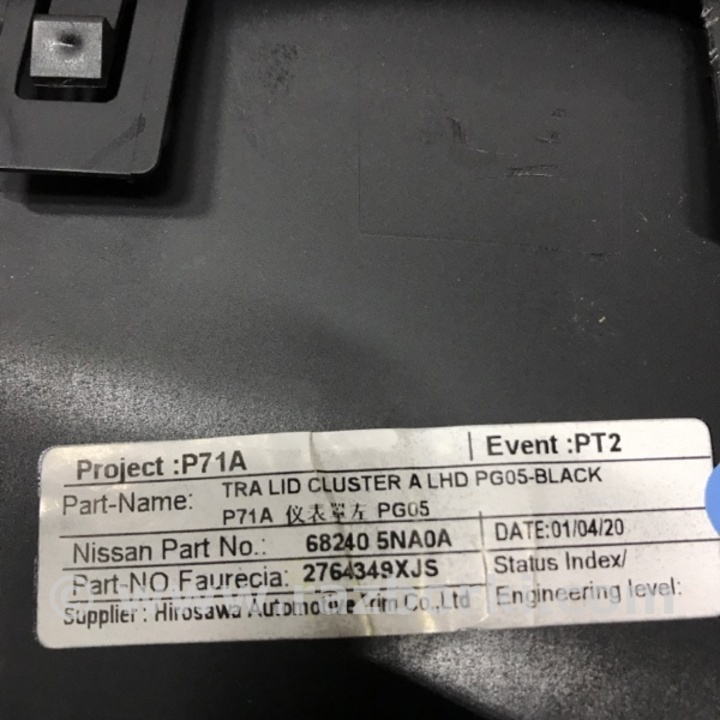 Project :P71A
Event :PT2
Part-Name: TRA LID CLUSTER A LHD PG05-BLACK
P71A 仪表罩左 PG05
Nissan Part No.: 68240 5NA0A
DATE:01/04/20
Part-NO Faurecia: 2764349XJS
Status Index/
Supplier : Hirosawa Automotive Trim Co.,Ltd
Engineering level: